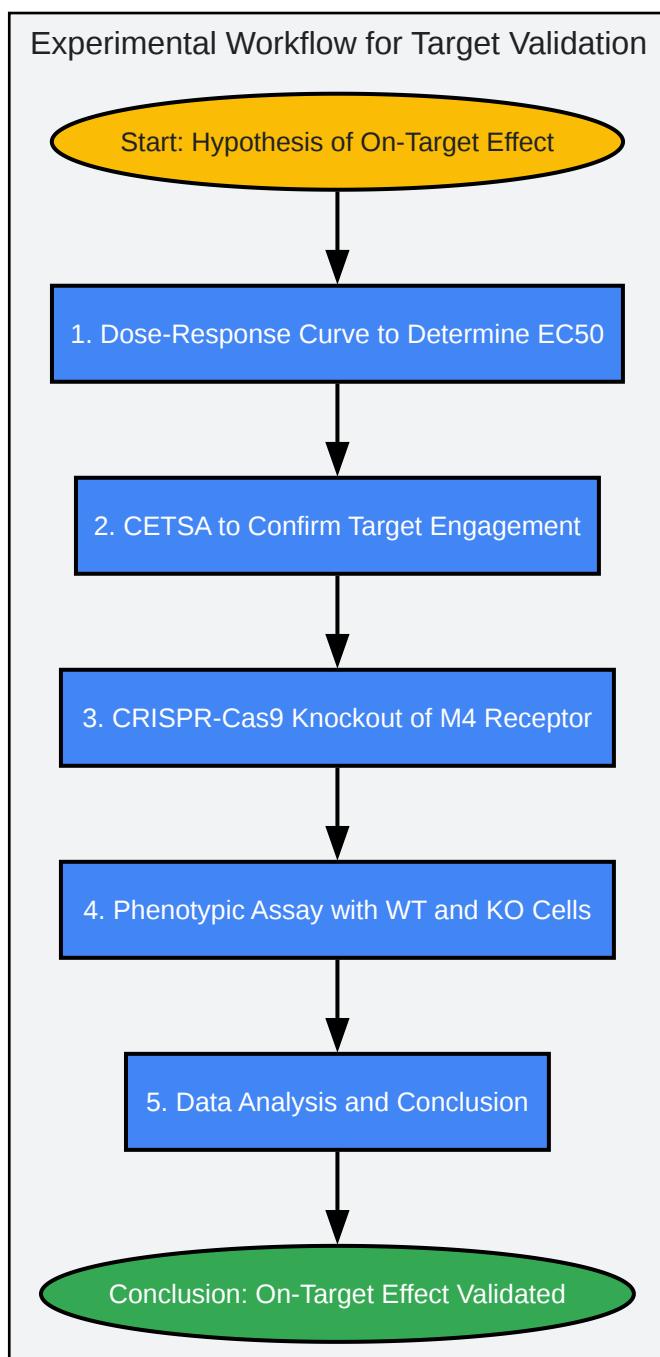 Experimental Workflow for Target Validation
Start: Hypothesis of On-Target Effect
1. Dose-Response Curve to Determine EC50
2. CETSA to Confirm Target Engagement
3. CRISPR-Cas9 Knockout of M4 Receptor
4. Phenotypic Assay with WT and KO Cells
5. Data Analysis and Conclusion
Conclusion: On-Target Effect Validated